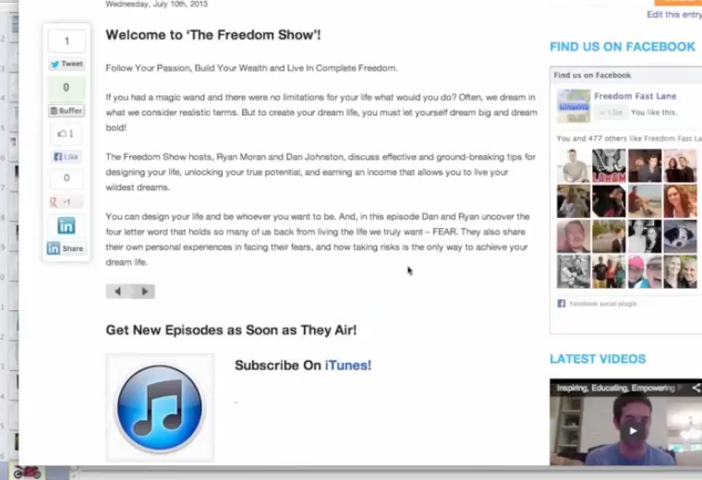 Wednesday, July 10th, 2013
Edit this entry
Welcome to ‘The Freedom Show’!
FIND US ON FACEBOOK
1
Tweet
Follow Your Passion, Build Your Wealth and Live In Complete Freedom.
Find us on Facebook
0
Buffer
If you had a magic wand and there were no limitations for your life what would you do? Often, we dream in
what we consider realistic terms. But to create your dream life, you must let yourself dream big and dream
bold!
Freedom Fast Lane
Like
You like this.
1
Like
You and 477 others like Freedom Fast La
The Freedom Show hosts, Ryan Moran and Dan Johnston, discuss effective and ground-breaking tips for
designing your life, unlocking your true potential, and earning an income that allows you to live your
wildest dreams.
0
+1
in
Share
You can design your life and be whoever you want to be. And, in this episode Dan and Ryan uncover the
four letter word that holds so many of us back from living the life we truly want – FEAR. They also share
their own personal experiences in facing their fears, and how taking risks is the only way to achieve your
dream life.
Facebook social plugin
Get New Episodes as Soon as They Air!
LATEST VIDEOS
Subscribe On iTunes!
Inspiring, Educating, Empowering